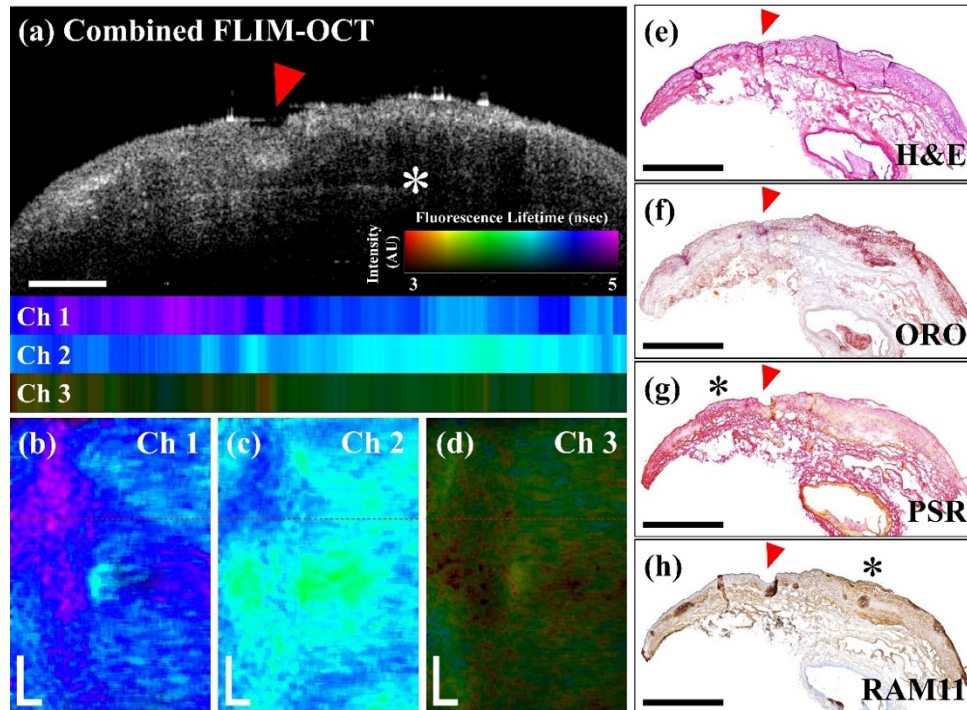 (a) Combined FLIM-OCT
*
Fluorescence Lifetime (nsec)
Intensity
(AU)
3
5
Ch 1
Ch 2
Ch 3
(b)
Ch 1
(c)
Ch 2
(d)
Ch 3
(e)
H&E
(f)
ORO
(g)
*
PSR
(h)
*
RAM11